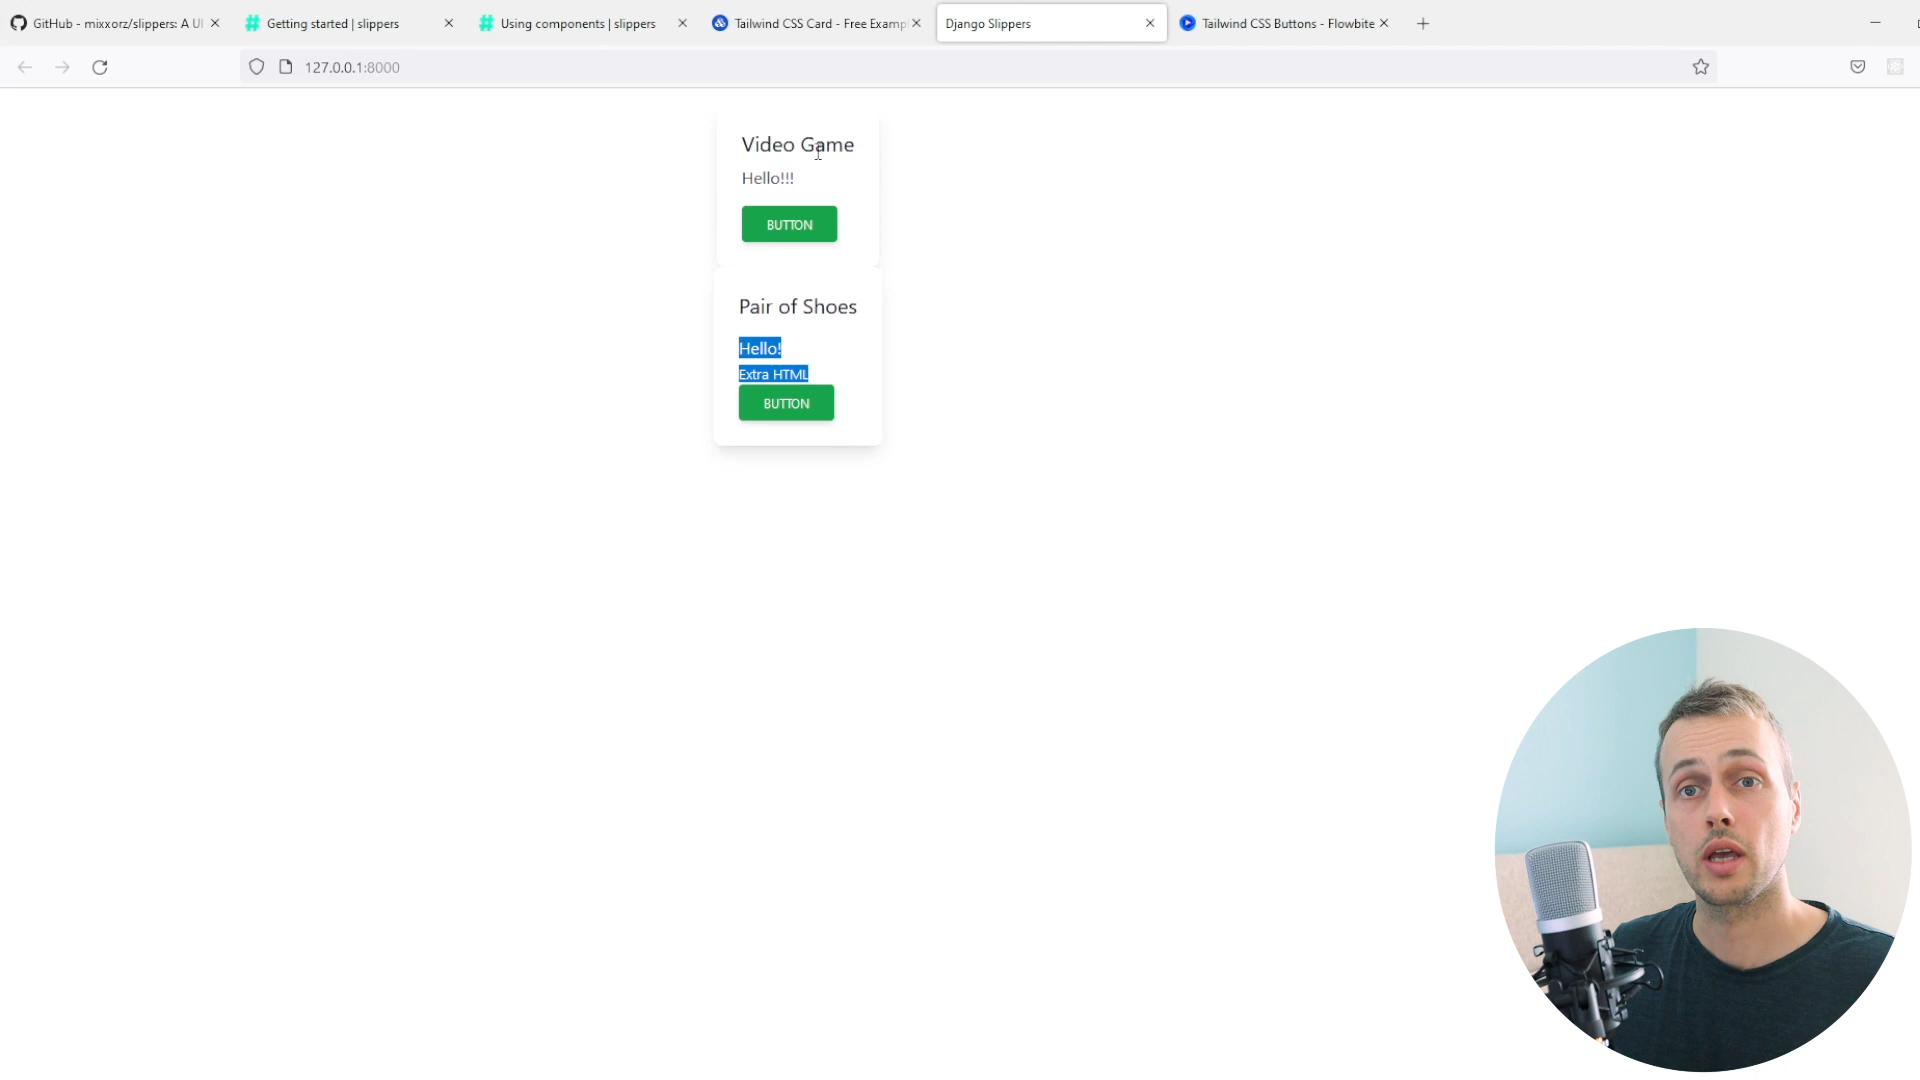 GitHub - mixxorz/slippers: A UI
Getting started | slippers
Using components | slippers
Tailwind CSS Card - Free Examp
Django Slippers
Tailwind CSS Buttons - Flowbite
127.0.0.1:8000
Video Game
Hello!!!
BUTTON
Pair of Shoes
Hello!
Extra HTML
BUTTON